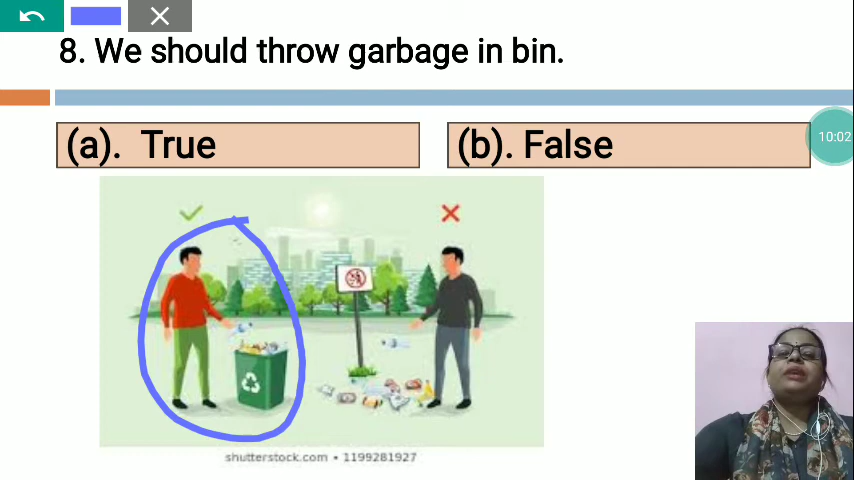 8. We should throw garbage in bin.
(a). True
(b). False
10:02
shutterstock.com • 1199281927